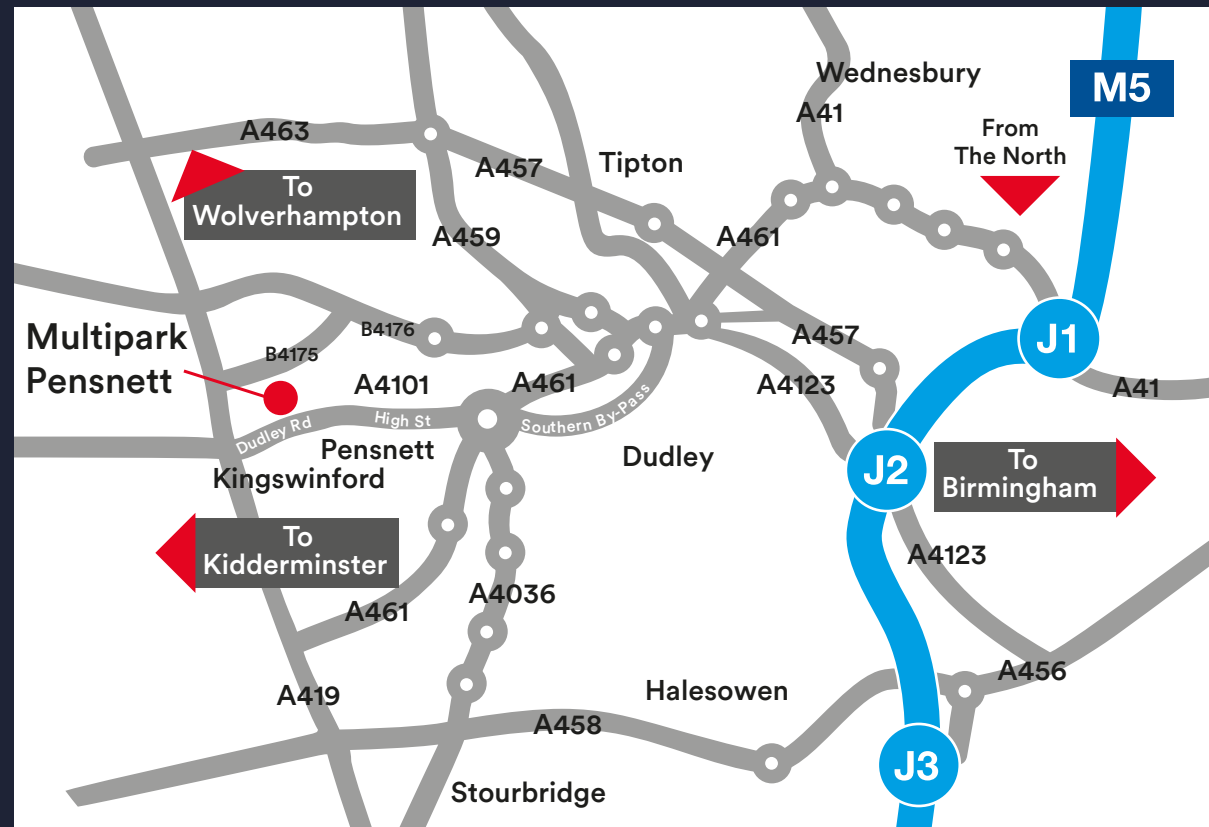 Wednesbury
M5
A41
From
The North
A463
A457
Tipton
To
Wolverhampton
A459
A461
Multipark
Pensnett
B4176
B4175
A457
J1
A4101
A461
A4123
A41
Dudley Rd
High St
Southern By-Pass
Pensnett
Dudley
J2
To
Birmingham
Kingswinford
To
Kidderminster
A4123
A461
A4036
A456
A419
Halesowen
A458
J3
Stourbridge